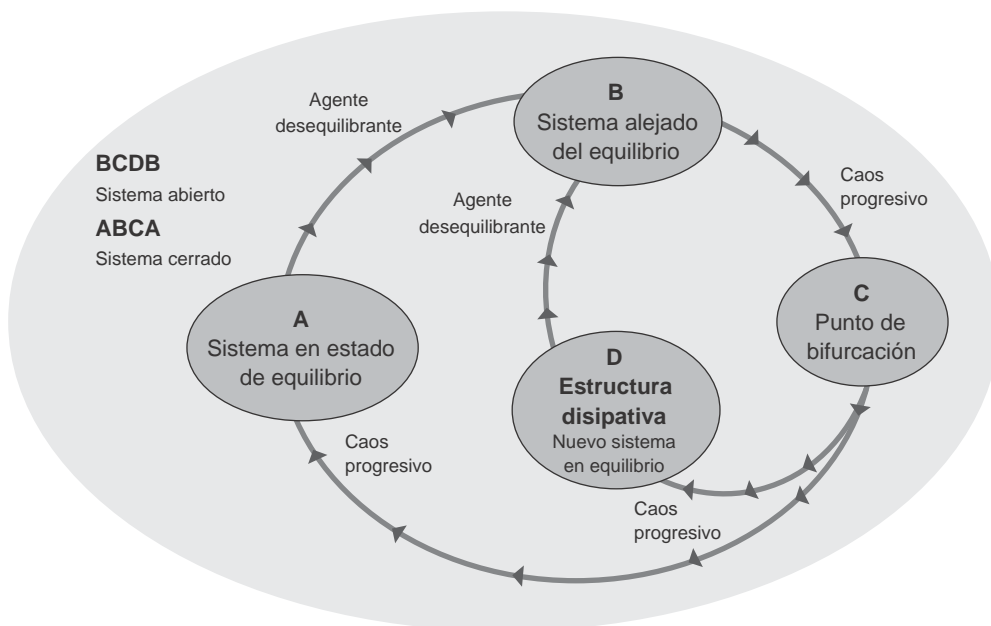 Agente
desequilibrante
B
Sistema alejado
del equilibrio
BCDB
Sistema abierto
ABCA
Sistema cerrado
Agente
desequilibrante
Caos
progresivo
A
Sistema en estado
de equilibrio
C
Punto de
bifurcación
D
Estructura
disipativa
Nuevo sistema
en equilibrio
Caos
progresivo
Caos
progresivo